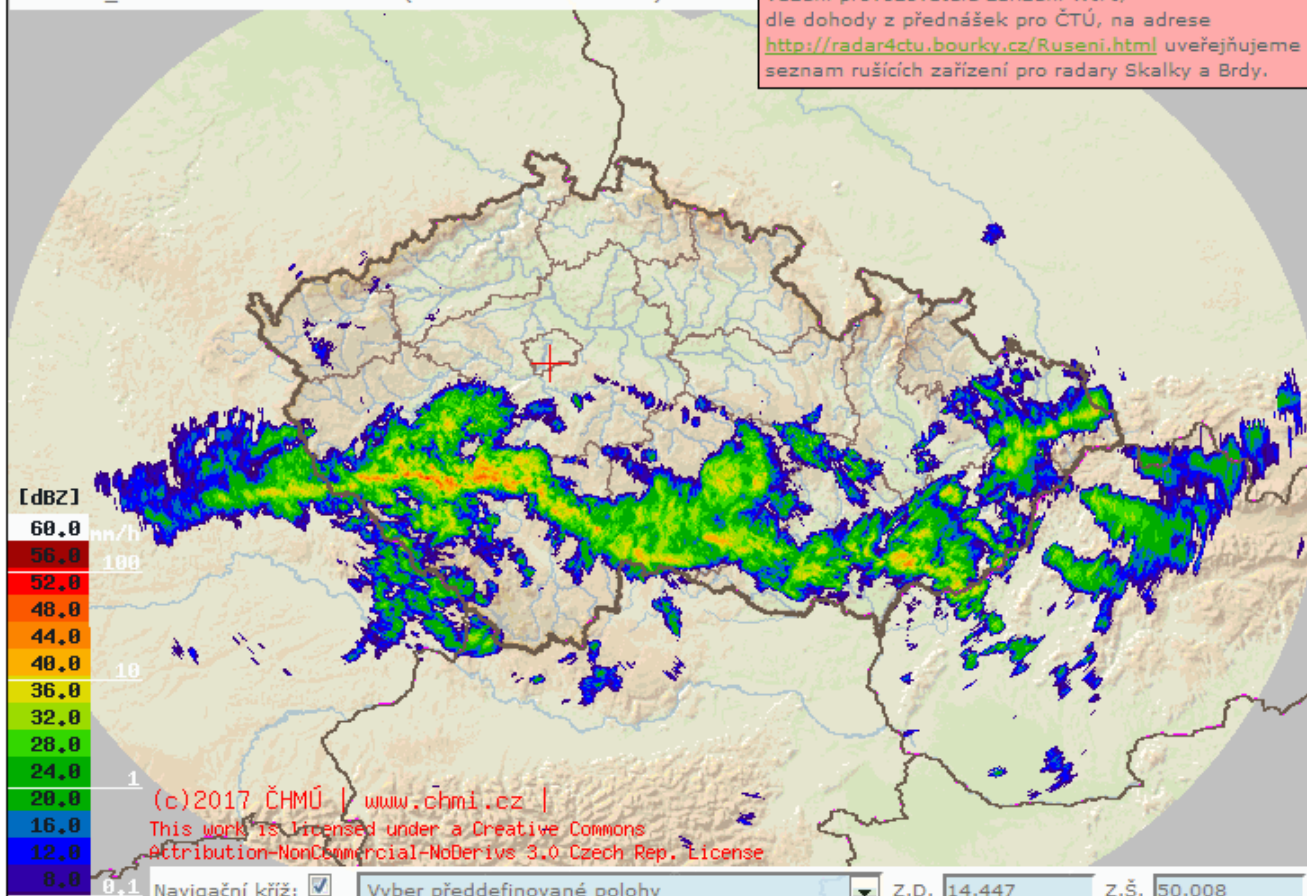 dle dohody z přednášek pro ČTÚ, na adrese
http://radar4ctu.bourky.cz/Ruseni.html uveřejňujeme
seznam rušících zařízení pro radary Skalky a Brdy.
[dBZ]
60.0 mm/h
56.0
100
52.0
48.0
44.0
40.0
10
36.0
32.0
28.0
24.0
1
20.0
16.0
12.0
8.0
0.1
(c)2017 ČHMÚ | www.chmi.cz |
This work is licensed under a Creative Commons
Attribution-NonCommercial-NoDerivs 3.0 Czech Rep. License
Navigační kříž: Vyber předdefinované polohy Z.D. 14.447 Z.Š. 50.008